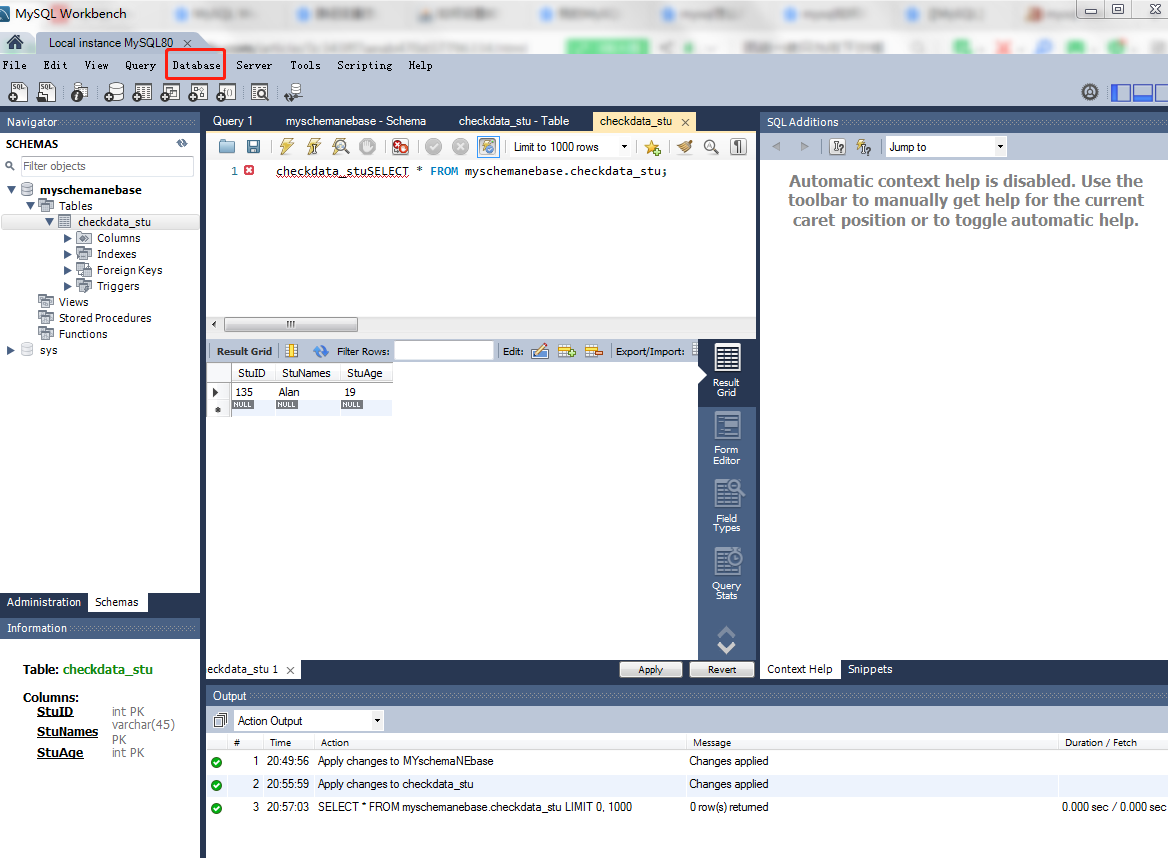 MySQL Workbench
Local instance MySQL80
File Edit View Query Database Server Tools Scripting Help
Navigator
SCHEMAS
Filter objects
myschemanebase
Tables
checkdata_stu
Columns
Indexes
Foreign Keys
Triggers
Views
Stored Procedures
Functions
sys
Administration Schemas
Information
Table: checkdata_stu
Columns:
StuID int PK
StuNames varchar(45)
PK
StuAge int PK
Query 1 myschemanebase - Schema checkdata_stu - Table checkdata_stu
Limit to 1000 rows
1 checkdata_stuSELECT * FROM myschemanebase.checkdata_stu;
Result Grid Filter Rows: Edit: Export/Import:
StuID StuNames StuAge
135 Alan 19
NULL NULL NULL
Result
Grid
Form
Editor
Field
Types
Query
Stats
eckdata_stu 1 Apply Revert
SQL Additions
Jump to
Automatic context help is disabled. Use the
toolbar to manually get help for the current
caret position or to toggle automatic help.
Context Help Snippets
Output
Action Output
# Time Action Message Duration / Fetch
1 20:49:56 Apply changes to MYschemaNEbase Changes applied
2 20:55:59 Apply changes to checkdata_stu Changes applied
3 20:57:03 SELECT * FROM myschemanebase.checkdata_stu LIMIT 0, 1000 0 row(s) returned 0.000 sec / 0.000 sec